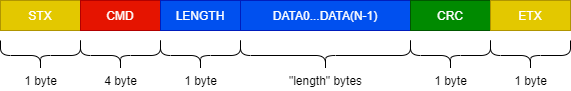 STX CMD LENGTH DATA0...DATA(N-1) CRC ETX
1 byte 4 byte 1 byte "length" bytes 1 byte 1 byte